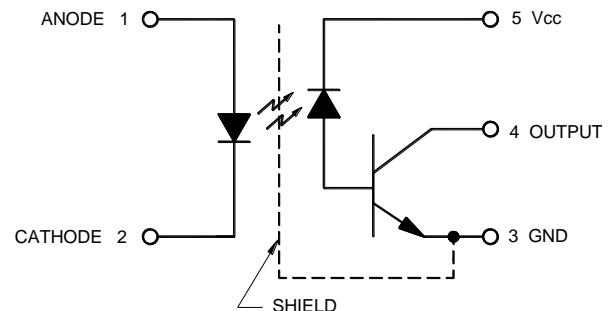 ANODE 1
5 Vcc
4 OUTPUT
CATHODE 2
3 GND
SHIELD